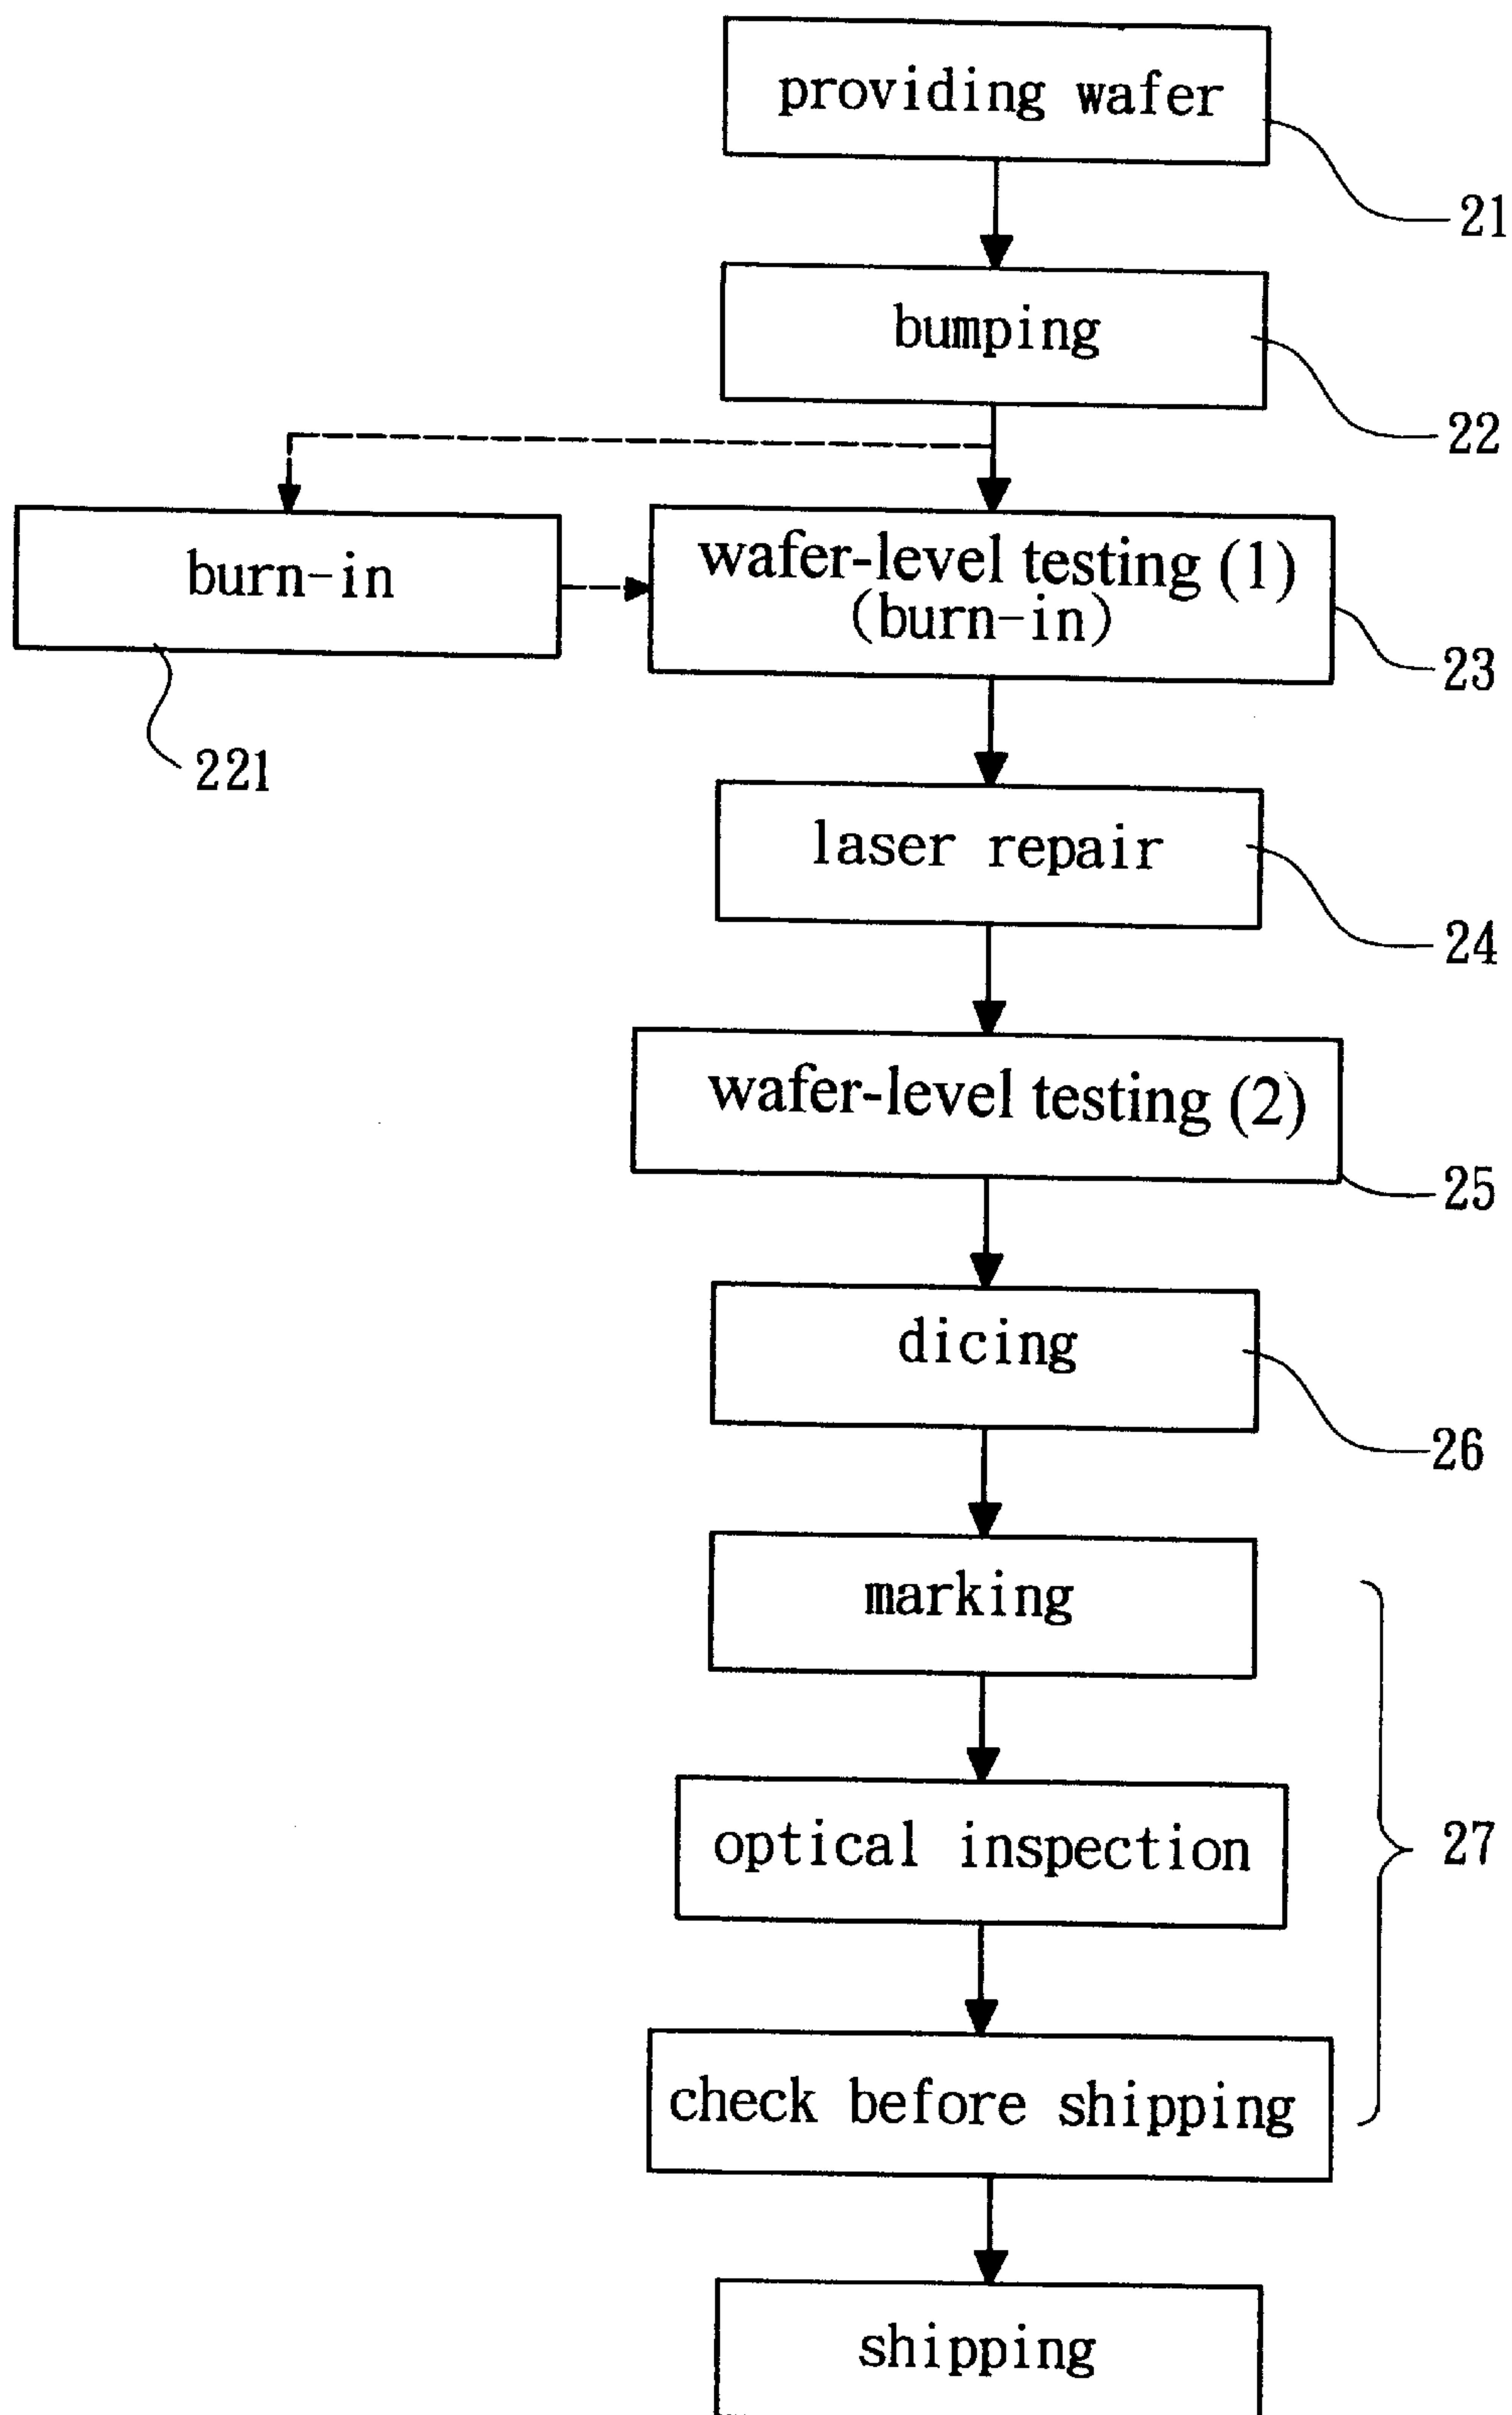 providing wafer
21
bumping
22
burn-in
221
wafer-level testing (1)
(burn-in)
23
laser repair
24
wafer-level testing (2)
25
dicing
26
marking
optical inspection
27
check before shipping
shipping